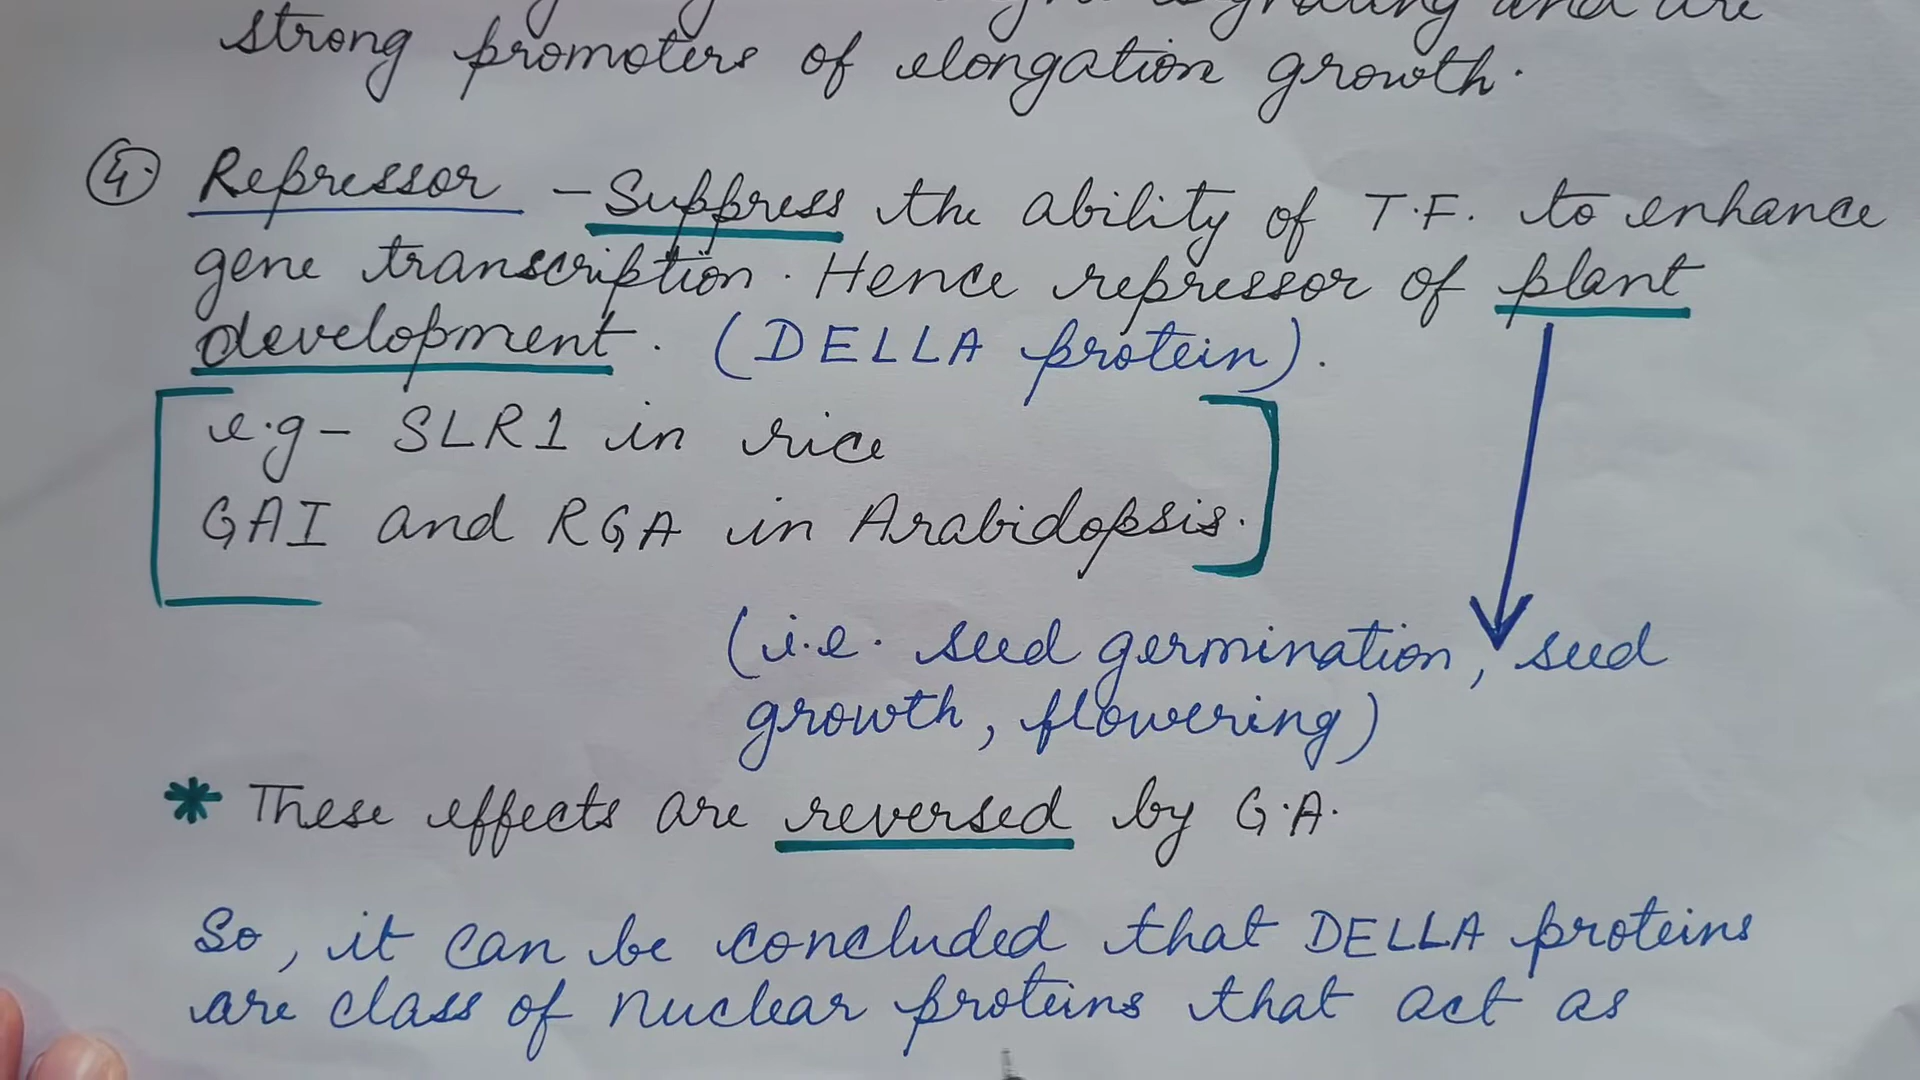 and are
strong promoters of elongation growth.
④ Repressor - Suppress the ability of T.F. to enhance
gene transcription. Hence repressor of plant
development. (DELLA protein).
e.g - SLR1 in rice
GAI and RGA in Arabidopsis.
(i.e. seed germination, seed
growth, flowering)
* These effects are reversed by G.A.
So, it can be concluded that DELLA proteins
are class of nuclear proteins that act as